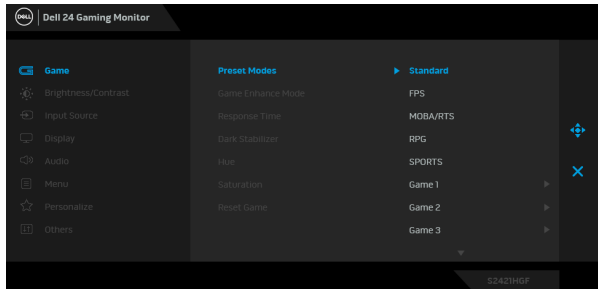 DELL Dell 24 Gaming Monitor
Game
Brightness/Contrast
Input Source
Display
Audio
Menu
Personalize
Others
Preset Modes
Game Enhance Mode
Response Time
Dark Stabilizer
Hue
Saturation
Reset Game
Standard
FPS
MOBA/RTS
RPG
SPORTS
Game 1
Game 2
Game 3
S2421HGF